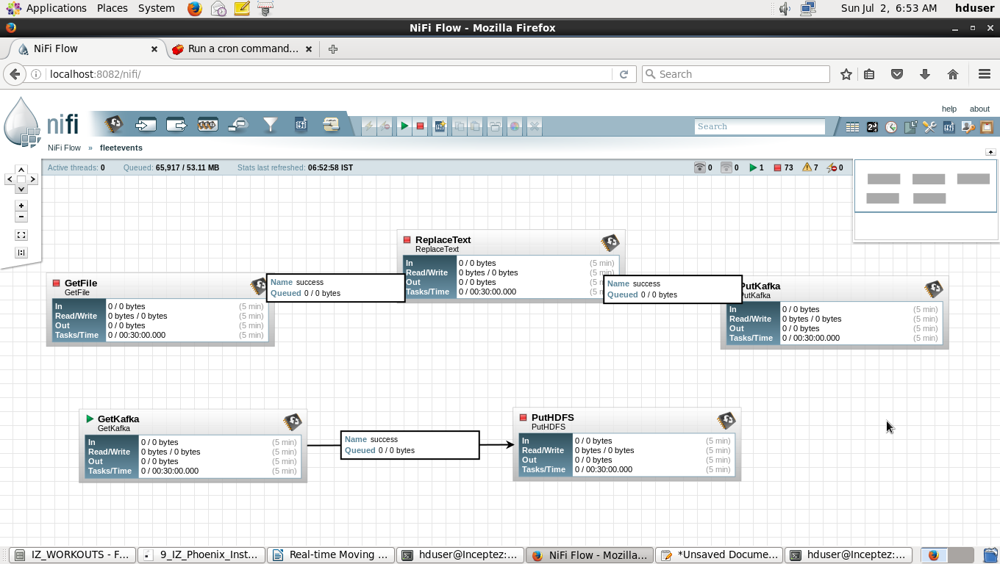 Applications Places System Sun Jul 2, 6:53 AM hduser
NiFi Flow - Mozilla Firefox
NiFi Flow Run a cron command...
localhost:8082/nifi/ Search
help about
nifi Search
NiFi Flow » fleetevents
Active threads: 0 Queued: 65,917 / 53.11 MB Stats last refreshed: 06:52:58 IST 0 0 1 73 7 0
ReplaceText
ReplaceText
In 0 / 0 bytes (5 min)
Read/Write 0 bytes / 0 bytes (5 min)
Out 0 / 0 bytes
Tasks/Time 0 / 00:30:00.000
GetFile
GetFile
In 0 / 0 bytes (5 min)
Read/Write 0 bytes / 0 bytes (5 min)
Out 0 / 0 bytes (5 min)
Tasks/Time 0 / 00:30:00.000 (5 min)
Name success
Queued 0 / 0 bytes
Name success
Queued 0 / 0 bytes
PutKafka
PutKafka
In 0 / 0 bytes (5 min)
Read/Write 0 bytes / 0 bytes (5 min)
Out 0 / 0 bytes (5 min)
Tasks/Time 0 / 00:30:00.000 (5 min)
GetKafka
GetKafka
In 0 / 0 bytes (5 min)
Read/Write 0 bytes / 0 bytes (5 min)
Out 0 / 0 bytes (5 min)
Tasks/Time 0 / 00:30:00.000 (5 min)
Name success
Queued 0 / 0 bytes
PutHDFS
PutHDFS
In 0 / 0 bytes (5 min)
Read/Write 0 bytes / 0 bytes (5 min)
Out 0 / 0 bytes (5 min)
Tasks/Time 0 / 00:30:00.000 (5 min)
IZ_WORKOUTS - F... 9_IZ_Phoenix_Inst... Real-time Moving ... hduser@Inceptez:... NiFi Flow - Mozilla... *Unsaved Docume... hduser@Inceptez:...